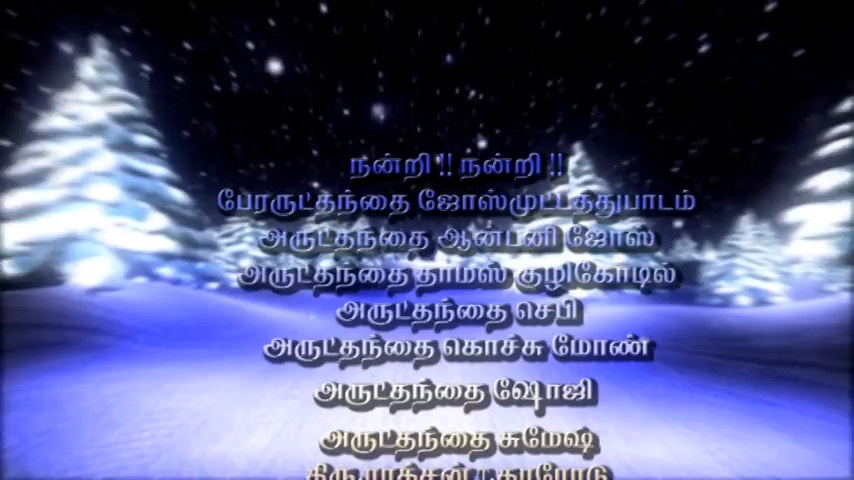 நன்றி !! நன்றி !!
பேரருட்தந்தை ஜோஸ்முட்டத்துபாடம்
அருட்தந்தை ஆன்டனி ஜோஸ்
அருட்தந்தை தாமஸ் குழிகோடில்
அருட்தந்தை செபி
அருட்தந்தை கொச்சு மோண்
அருட்தந்தை ஷோஜி
அருட்தந்தை சுமேஷ்